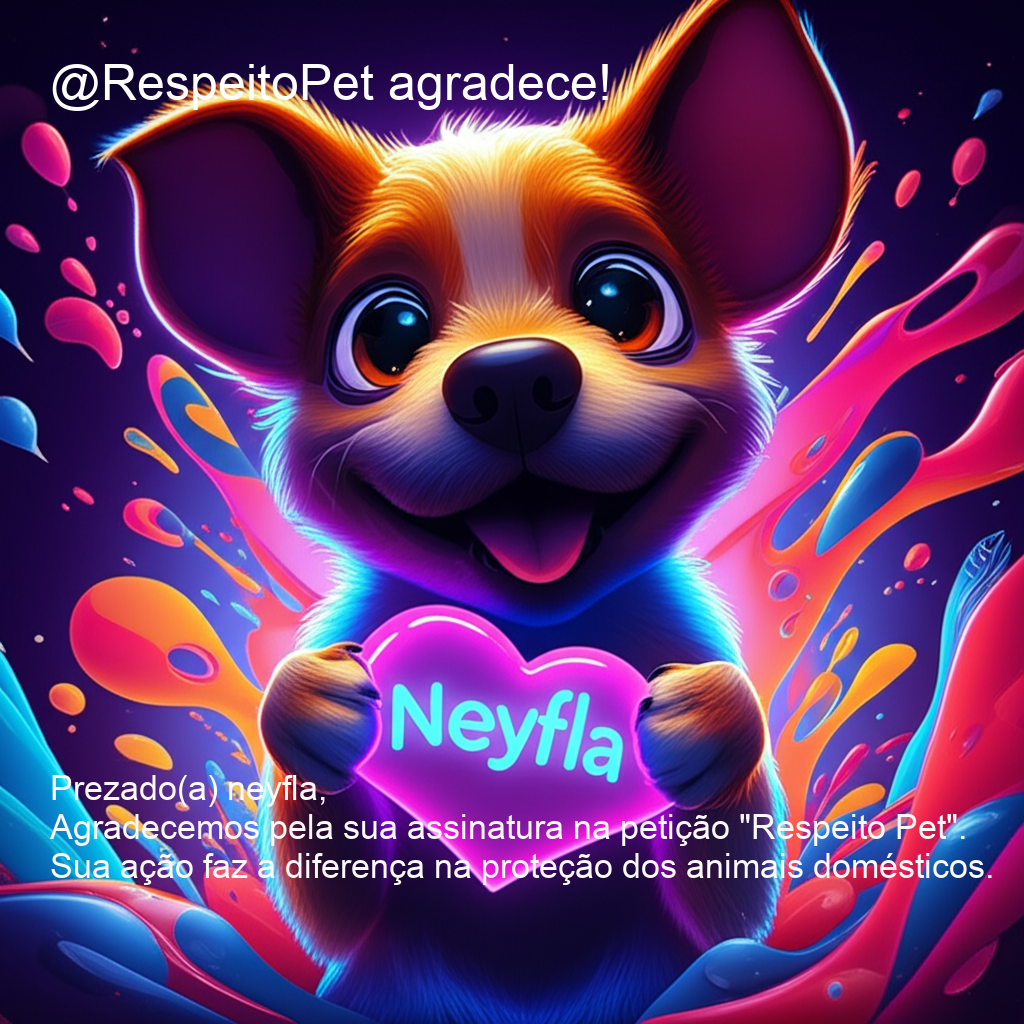 @RespeitoPet agradece!
Neyfla
Prezado(a) neyfla,
Agradecemos pela sua assinatura na petição "Respeito Pet".
Sua ação faz a diferença na proteção dos animais domésticos.